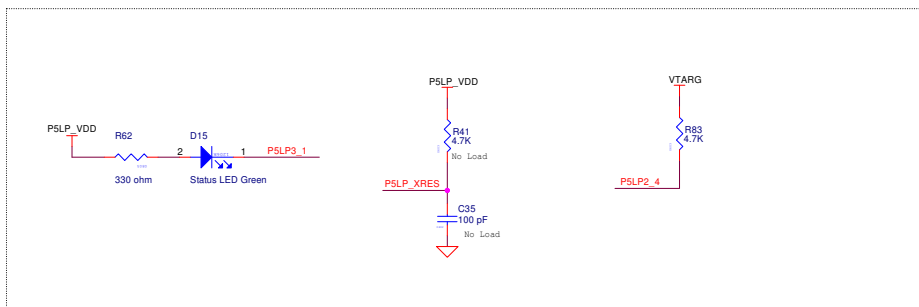 P5LP_VDD
R62
330 ohm
2
D15
1
P5LP3_1
Status LED Green
P5LP_VDD
R41
4.7K
No Load
P5LP_XRES
C35
100 pF
No Load
VTARG
R83
4.7K
P5LP2_4